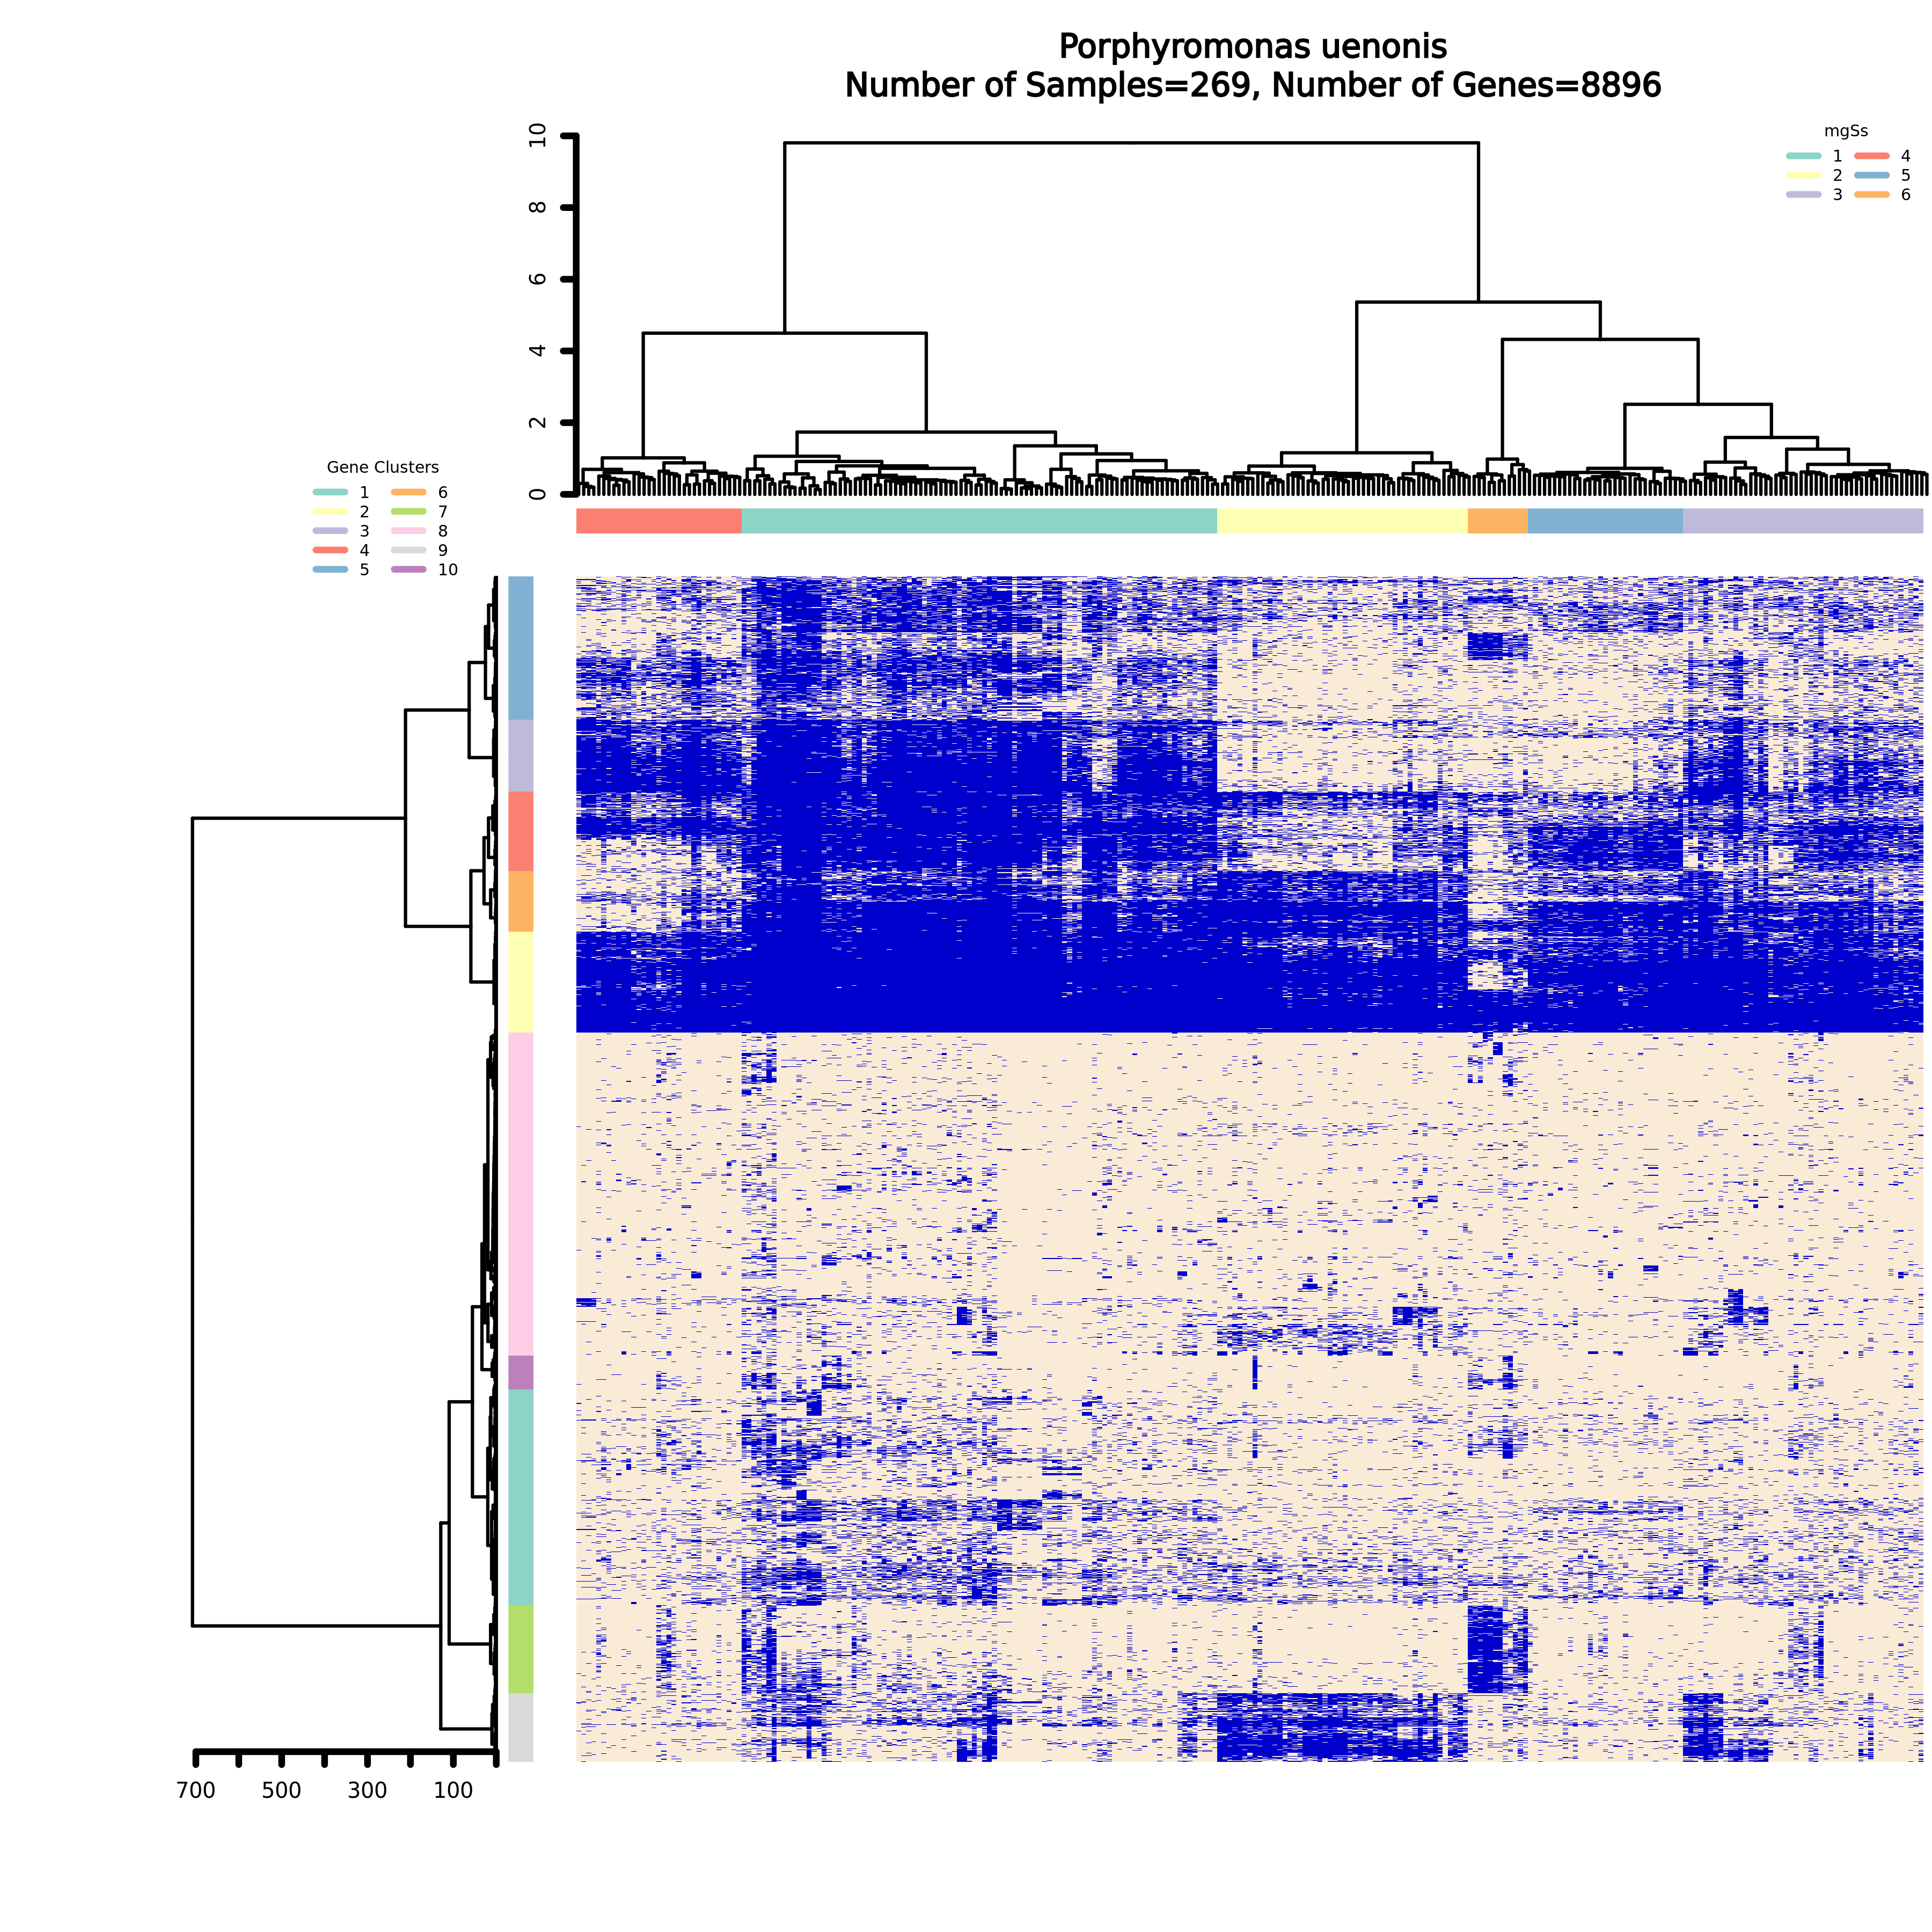 Porphyromonas uenonis
Number of Samples=269, Number of Genes=8896
mgSs
1 4
2 5
3 6
10
8
6
4
2
0
Gene Clusters
1 6
2 7
3 8
4 9
5 10
700 500 300 100